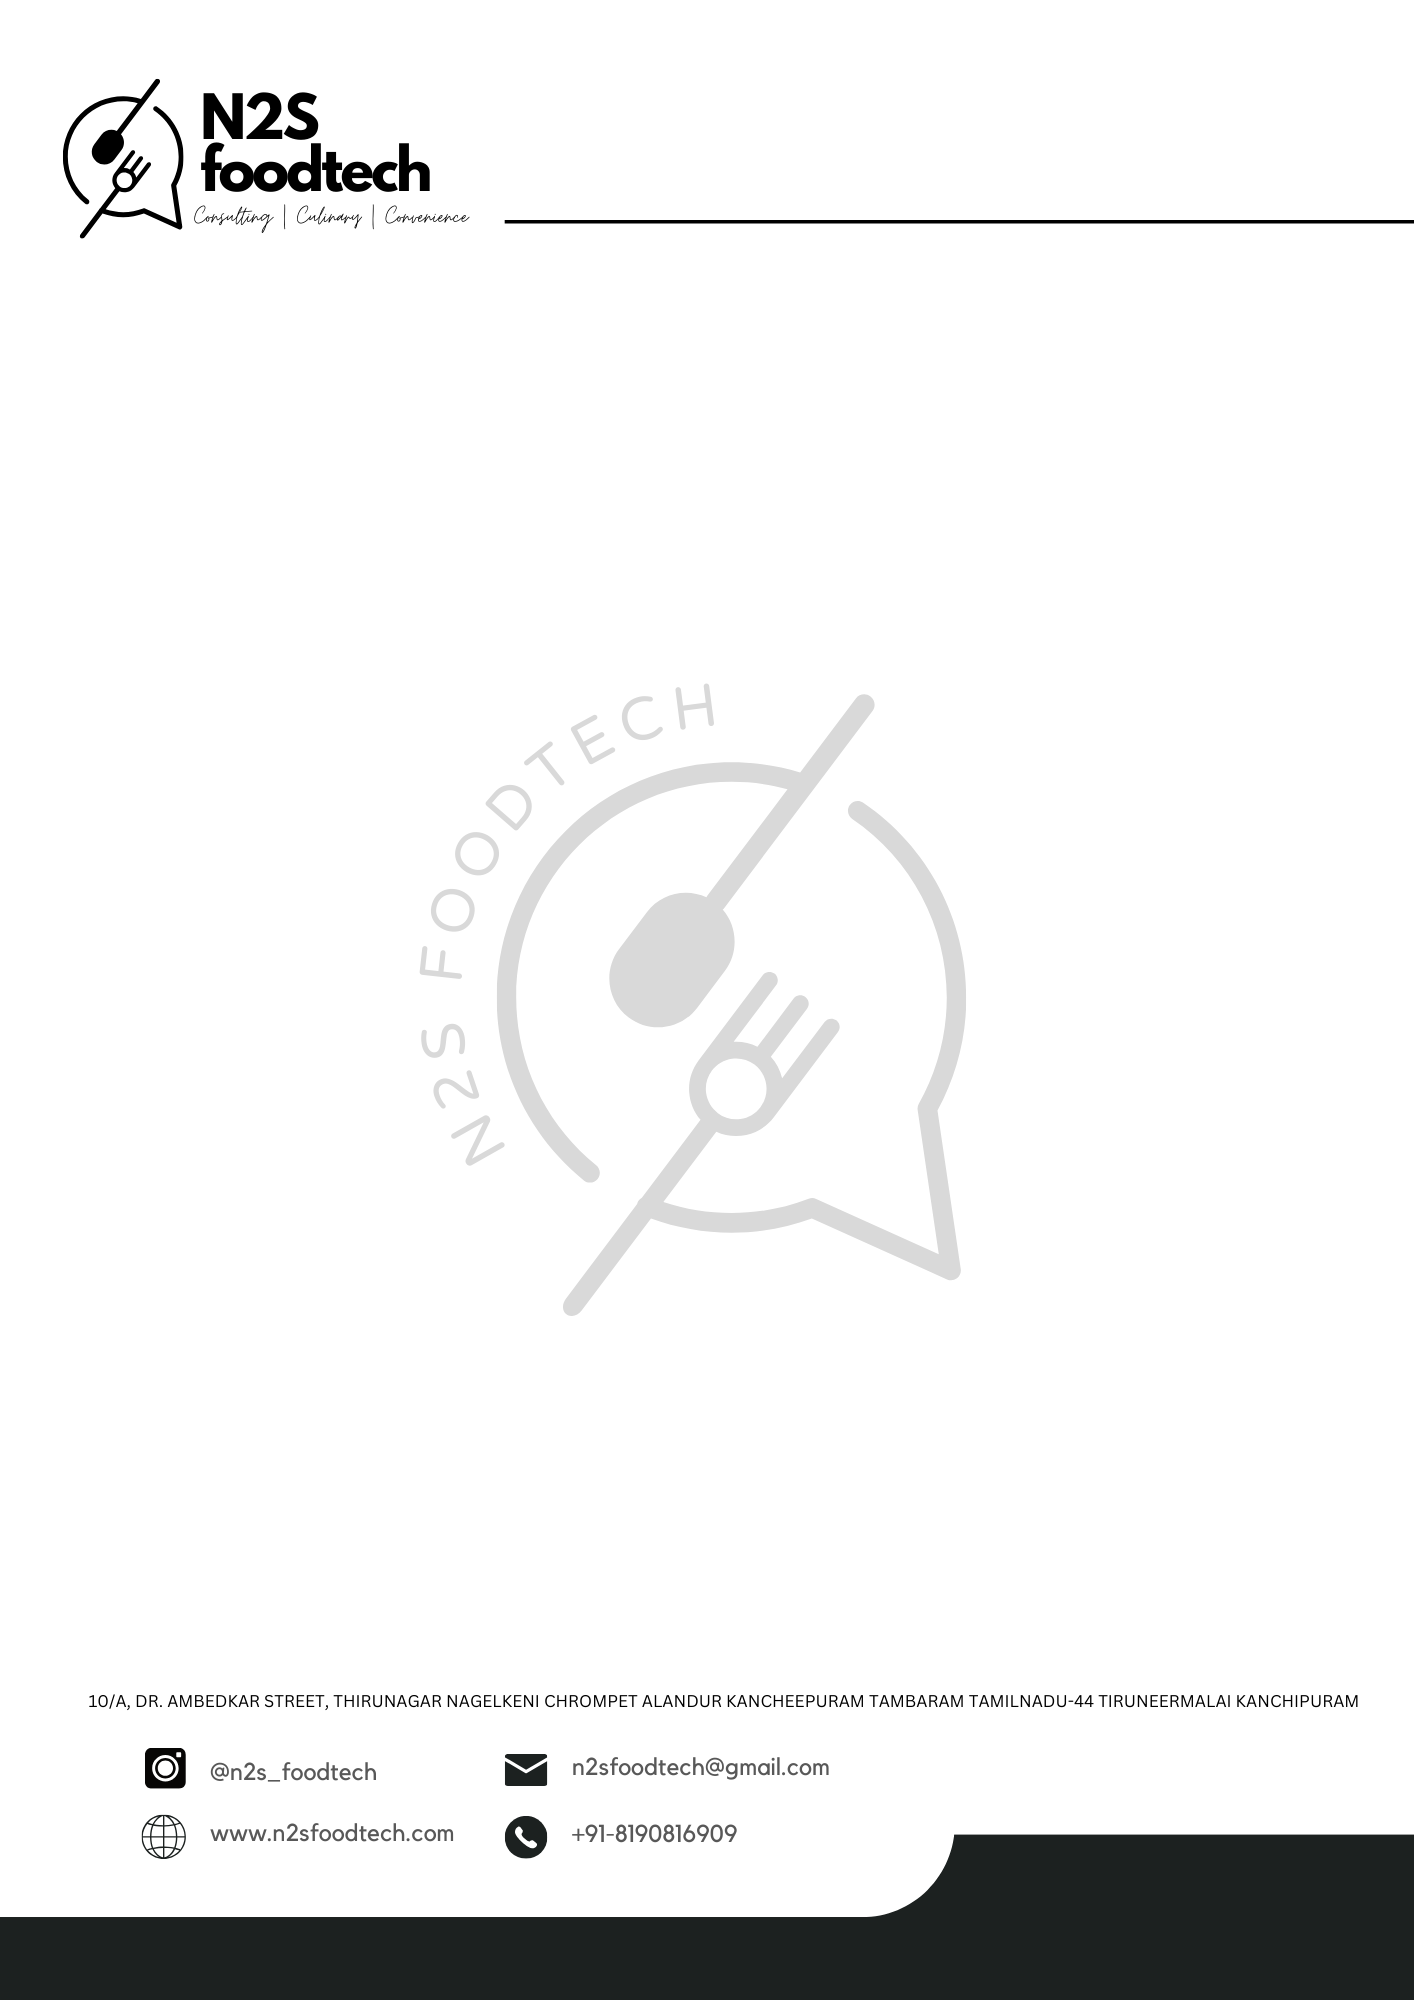 N2S
foodtech
Consulting | Culinary | Convenience
N2S FOODTECH
10/A, DR. AMBEDKAR STREET, THIRUNAGAR NAGELKENI CHROMPET ALANDUR KANCHEEPURAM TAMBARAM TAMILNADU-44 TIRUNEERMALAI KANCHIPURAM
@n2s_foodtech
n2sfoodtech@gmail.com
www.n2sfoodtech.com
+91-8190816909